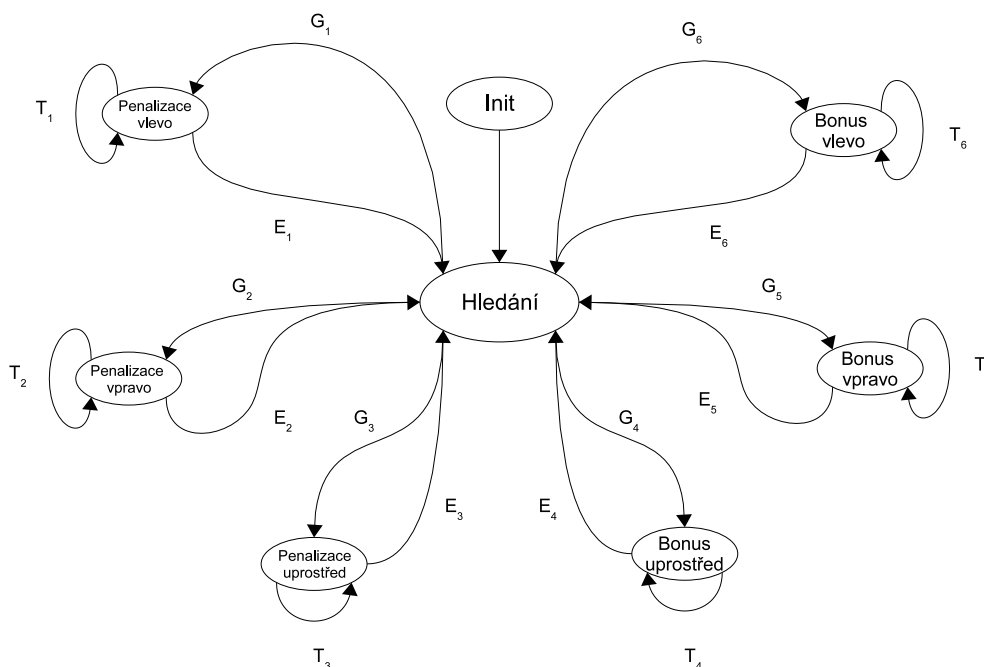 G1
G6
Init
Penalizace
vlevo
T1
Bonus
vlevo
T6
E1
E6
Hledání
G2
G5
Penalizace
vpravo
T2
Bonus
vpravo
T
E2
E5
G3
G4
E3
E4
Penalizace
uprostřed
Bonus
uprostřed
T3
T4